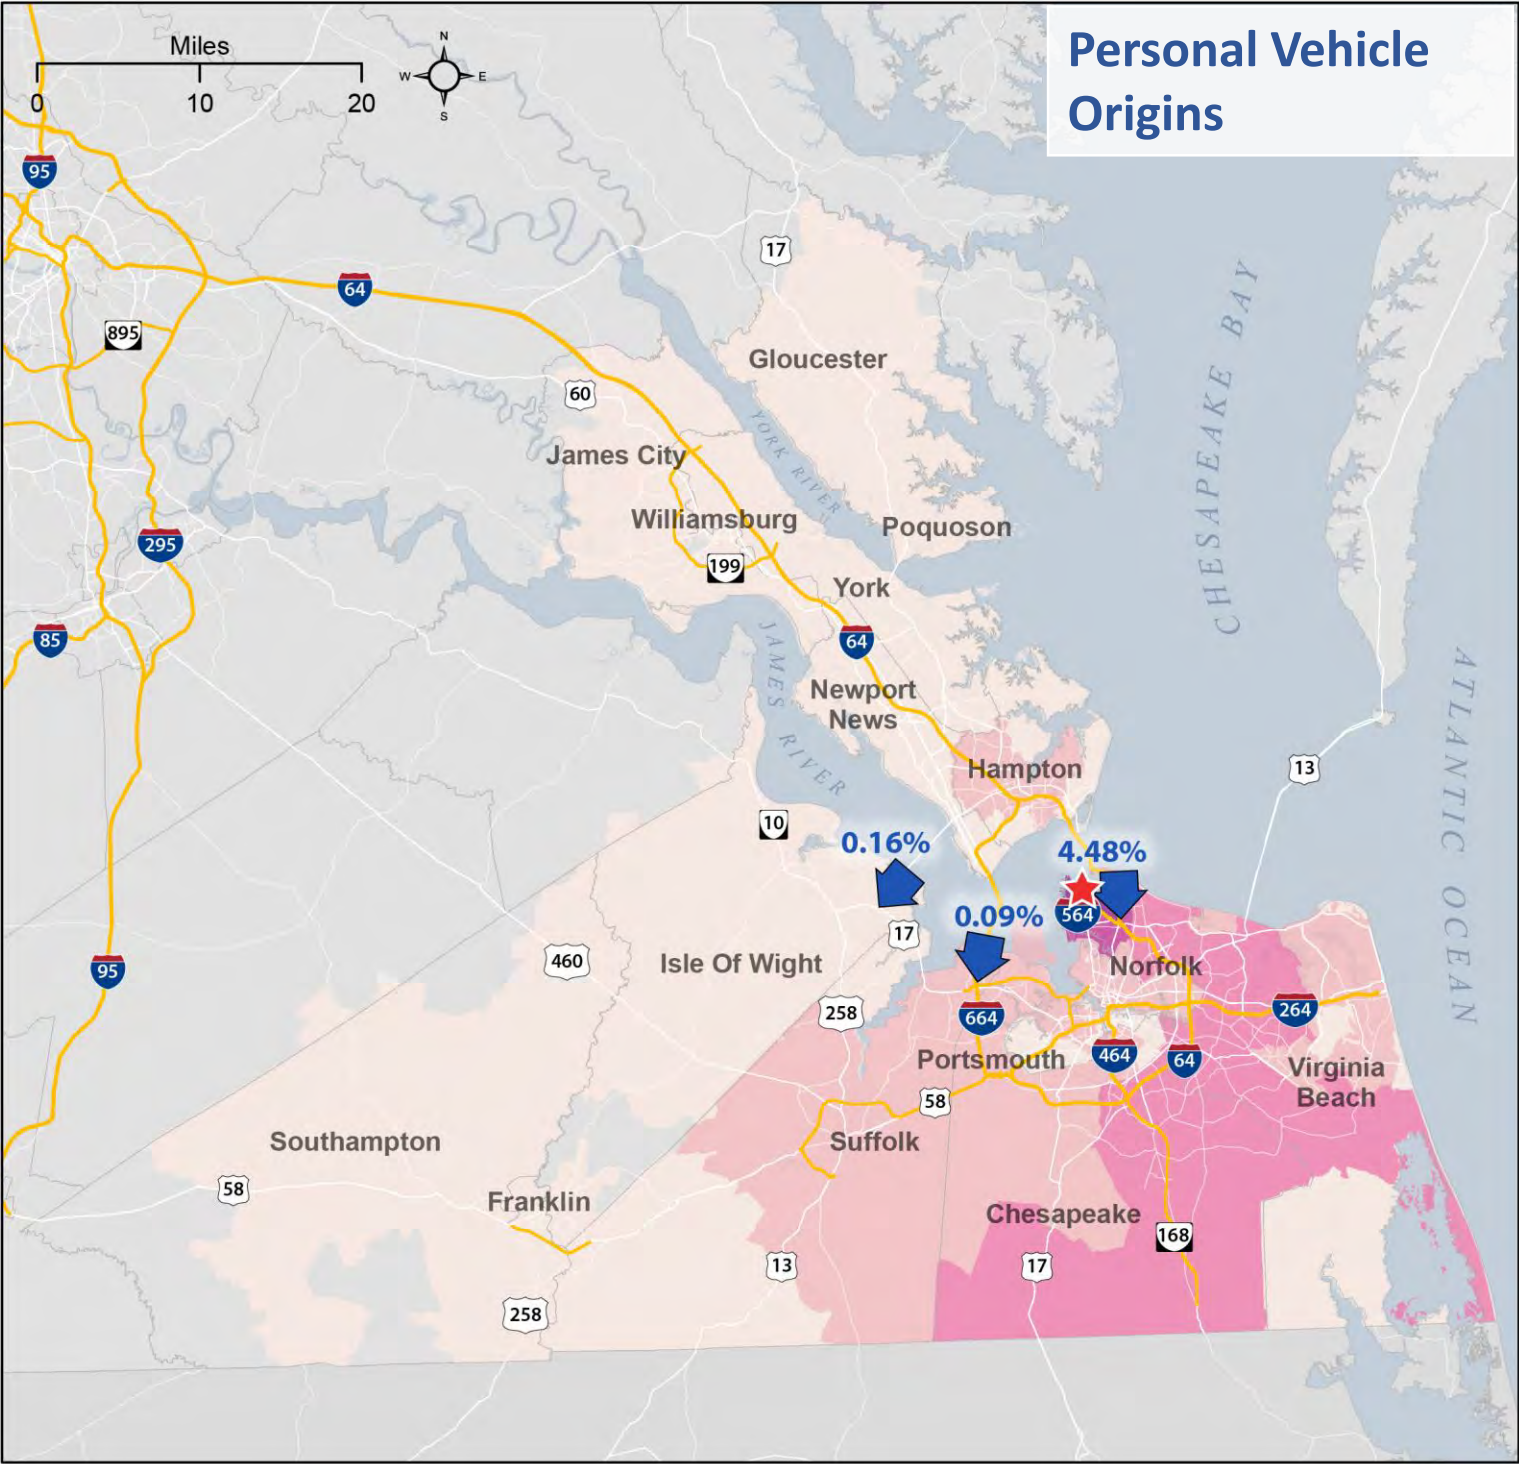 Personal Vehicle
Origins
Miles
0
10
20
N
W
E
S
95
17
64
895
Gloucester
CHESAPEAKE BAY
60
YORK RIVER
James City
Williamsburg
Poquoson
295
199
York
85
64
JAMES RIVER
Newport
News
ATLANTIC OCEAN
Hampton
13
10
0.16%
4.48%
0.09%
564
17
460
Isle Of Wight
Norfolk
95
258
664
264
Portsmouth
464
64
Virginia
Beach
58
Southampton
Suffolk
58
Franklin
Chesapeake
168
13
17
258